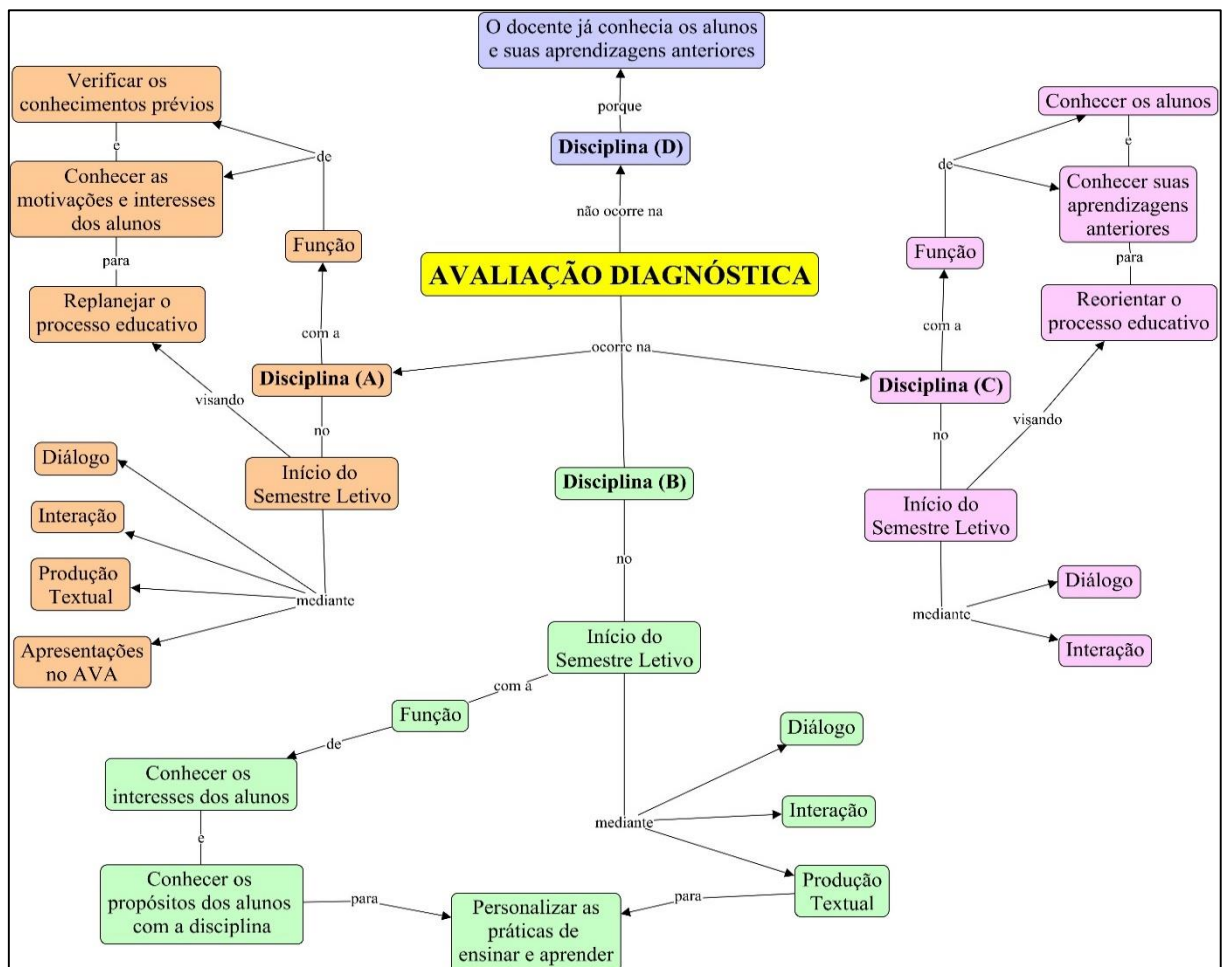 O docente já conhecia os alunos
e suas aprendizagens anteriores
porque
Disciplina (D)
não ocorre na
AVALIAÇÃO DIAGNÓSTICA
ocorre na
Verificar os
conhecimentos prévios
e
Conhecer as
motivações e interesses
dos alunos
para
Replanejar o
processo educativo
de
Função
com a
Disciplina (A)
visando
no
Início do
Semestre Letivo
mediante
Diálogo
Interação
Produção
Textual
Apresentações
no AVA
Disciplina (B)
no
Início do
Semestre Letivo
com a
Função
de
Conhecer os
interesses dos alunos
e
Conhecer os
propósitos dos alunos
com a disciplina
para
Personalizar as
práticas de
ensinar e aprender
mediante
Diálogo
Interação
Produção
Textual
para
Conhecer os alunos
e
Conhecer suas
aprendizagens
anteriores
para
Reorientar o
processo educativo
de
Função
com a
Disciplina (C)
visando
no
Início do
Semestre Letivo
mediante
Diálogo
Interação